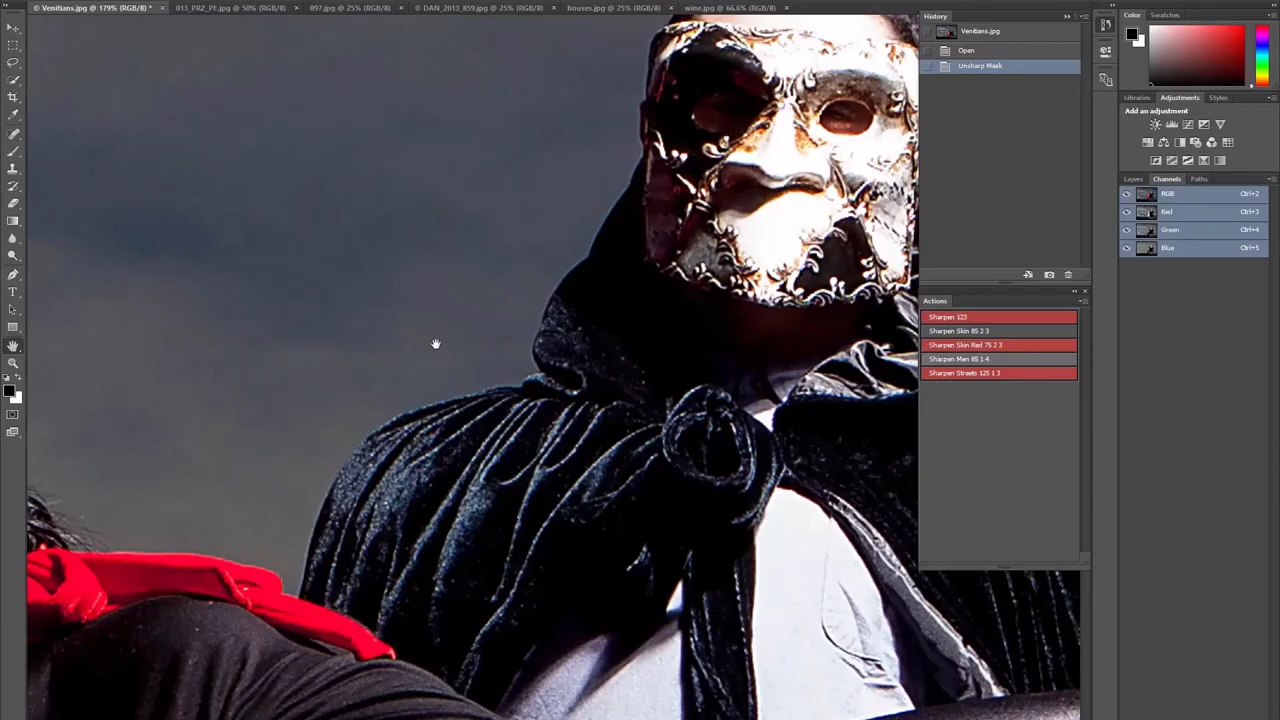 Venitians.jpg @ 179% (RGB/8) * ×
013_PRZ_PE.jpg @ 50% (RGB/8) ×
097.jpg @ 25% (RGB/8) ×
© DAN_2013_859.jpg @ 25% (RGB/8) ×
houses.jpg @ 25% (RGB/8) ×
wine @ 66,6% (RGB/8) ×
History
Venitians.jpg
Open
Unsharp Mask
Actions
Sharpen 123
Sharpen Skin 85 2 3
Sharpen Skin Red 75 2 3
Sharpen Men 85 1 4
Sharpen Streets 125 1 3
Color Swatches
Libraries Adjustments Styles
Add an adjustment
Layers Channels Paths
RGB Ctrl+2
Red Ctrl+3
Green Ctrl+4
Blue Ctrl+5